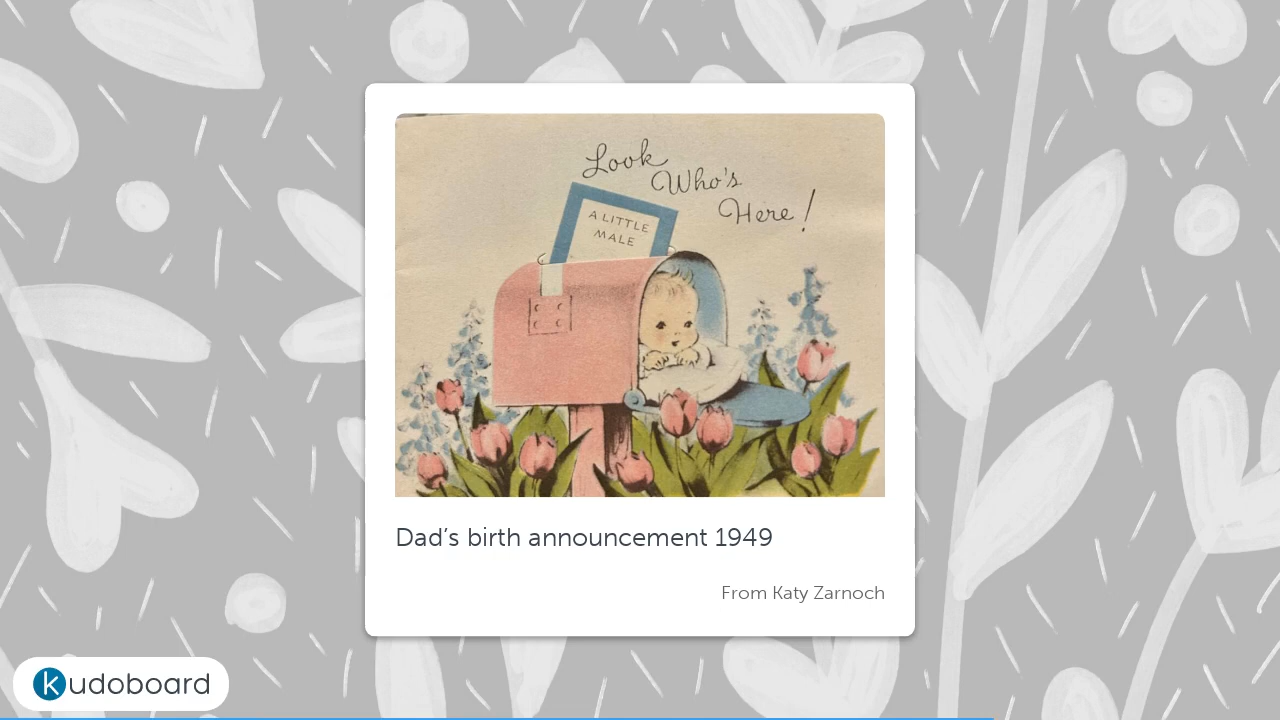 Look
Who's
Here!
A LITTLE
MALE
Dad's birth announcement 1949
From Katy Zarnoch
kudoboard